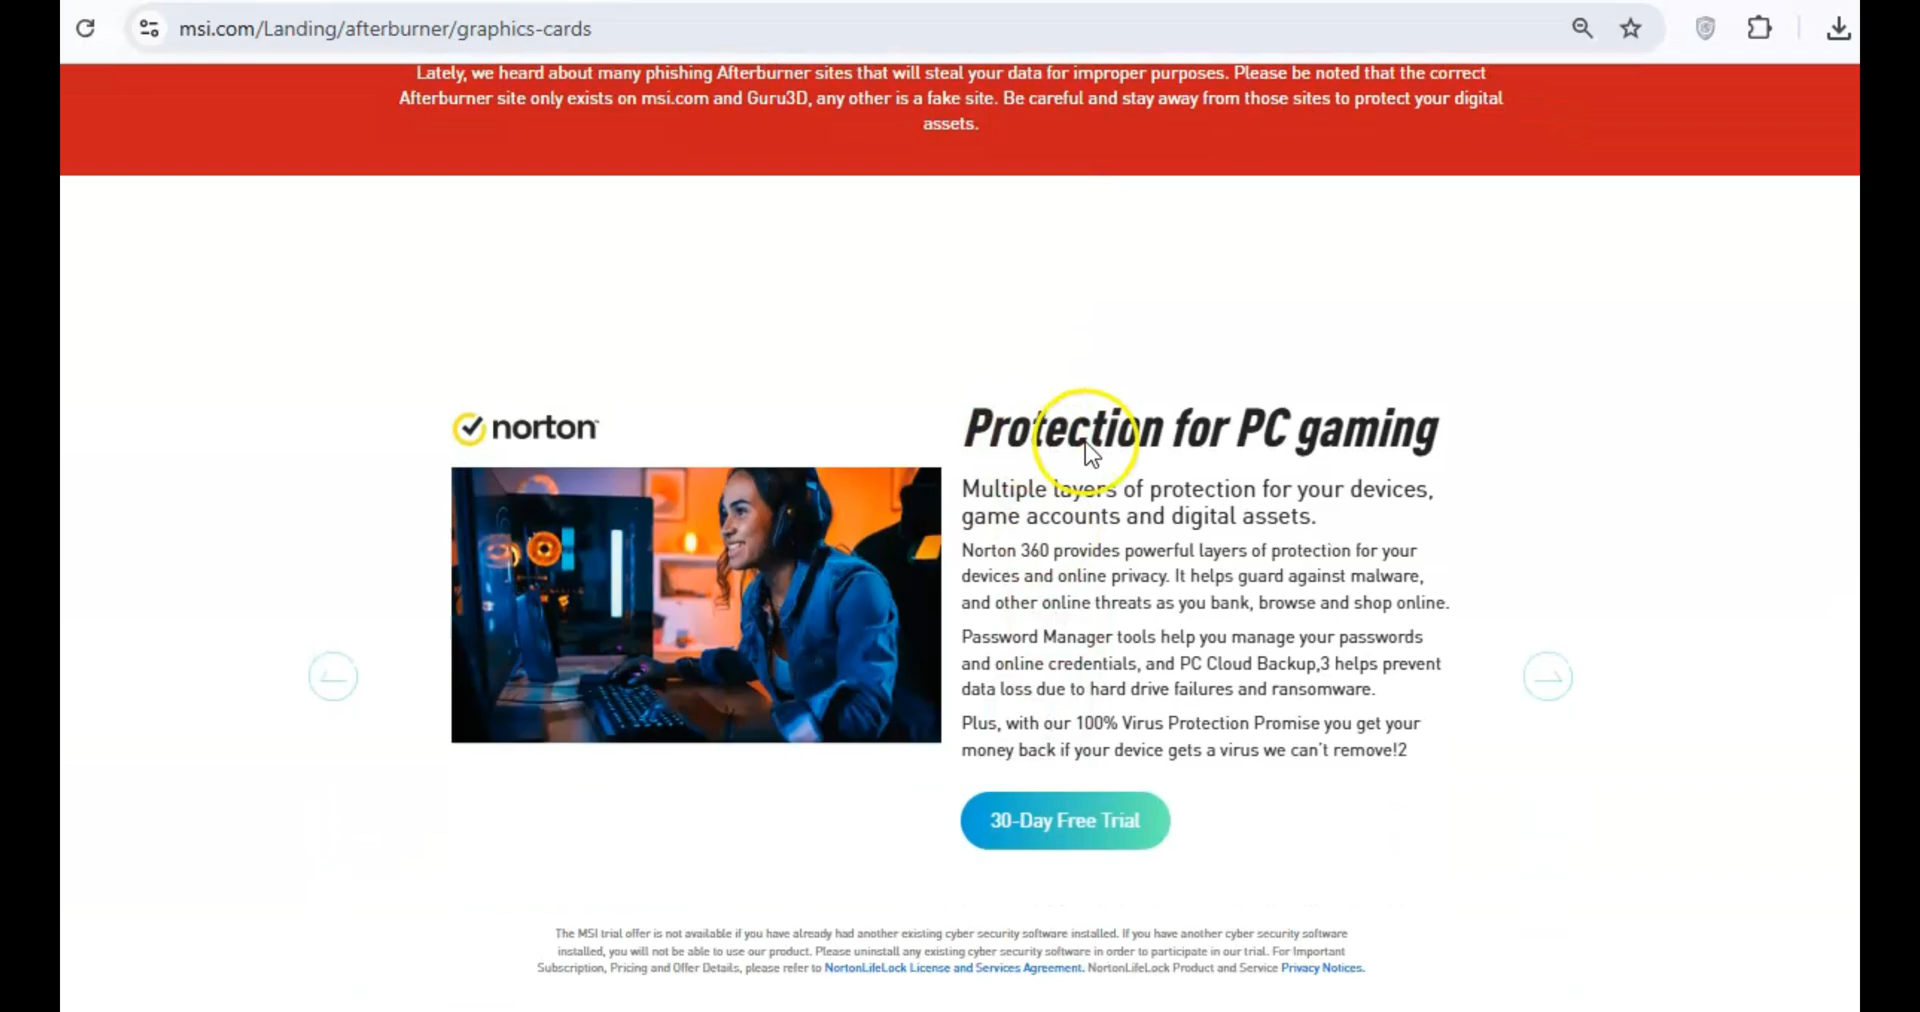 msi.com/Landing/afterburner/graphics-cards
Lately, we heard about many phishing Afterburner sites that will steal your data for improper purposes. Please be noted that the correct
Afterburner site only exists on msi.com and Guru3D, any other is a fake site. Be careful and stay away from those sites to protect your digital
assets.
norton
Protection for PC gaming
Multiple layers of protection for your devices,
game accounts and digital assets.
Norton 360 provides powerful layers of protection for your
devices and online privacy. It helps guard against malware,
and other online threats as you bank, browse and shop online.
Password Manager tools help you manage your passwords
and online credentials, and PC Cloud Backup,3 helps prevent
data loss due to hard drive failures and ransomware.
Plus, with our 100% Virus Protection Promise you get your
money back if your device gets a virus we can't remove!2
30-Day Free Trial
The MSI trial offer is not available if you have already had another existing cyber security software installed. If you have another cyber security software
installed, you will not be able to use our product. Please uninstall any existing cyber security software in order to participate in our trial. For Important
Subscription, Pricing and Offer Details, please refer to NortonLifeLock License and Services Agreement. NortonLifeLock Product and Service Privacy Notices.